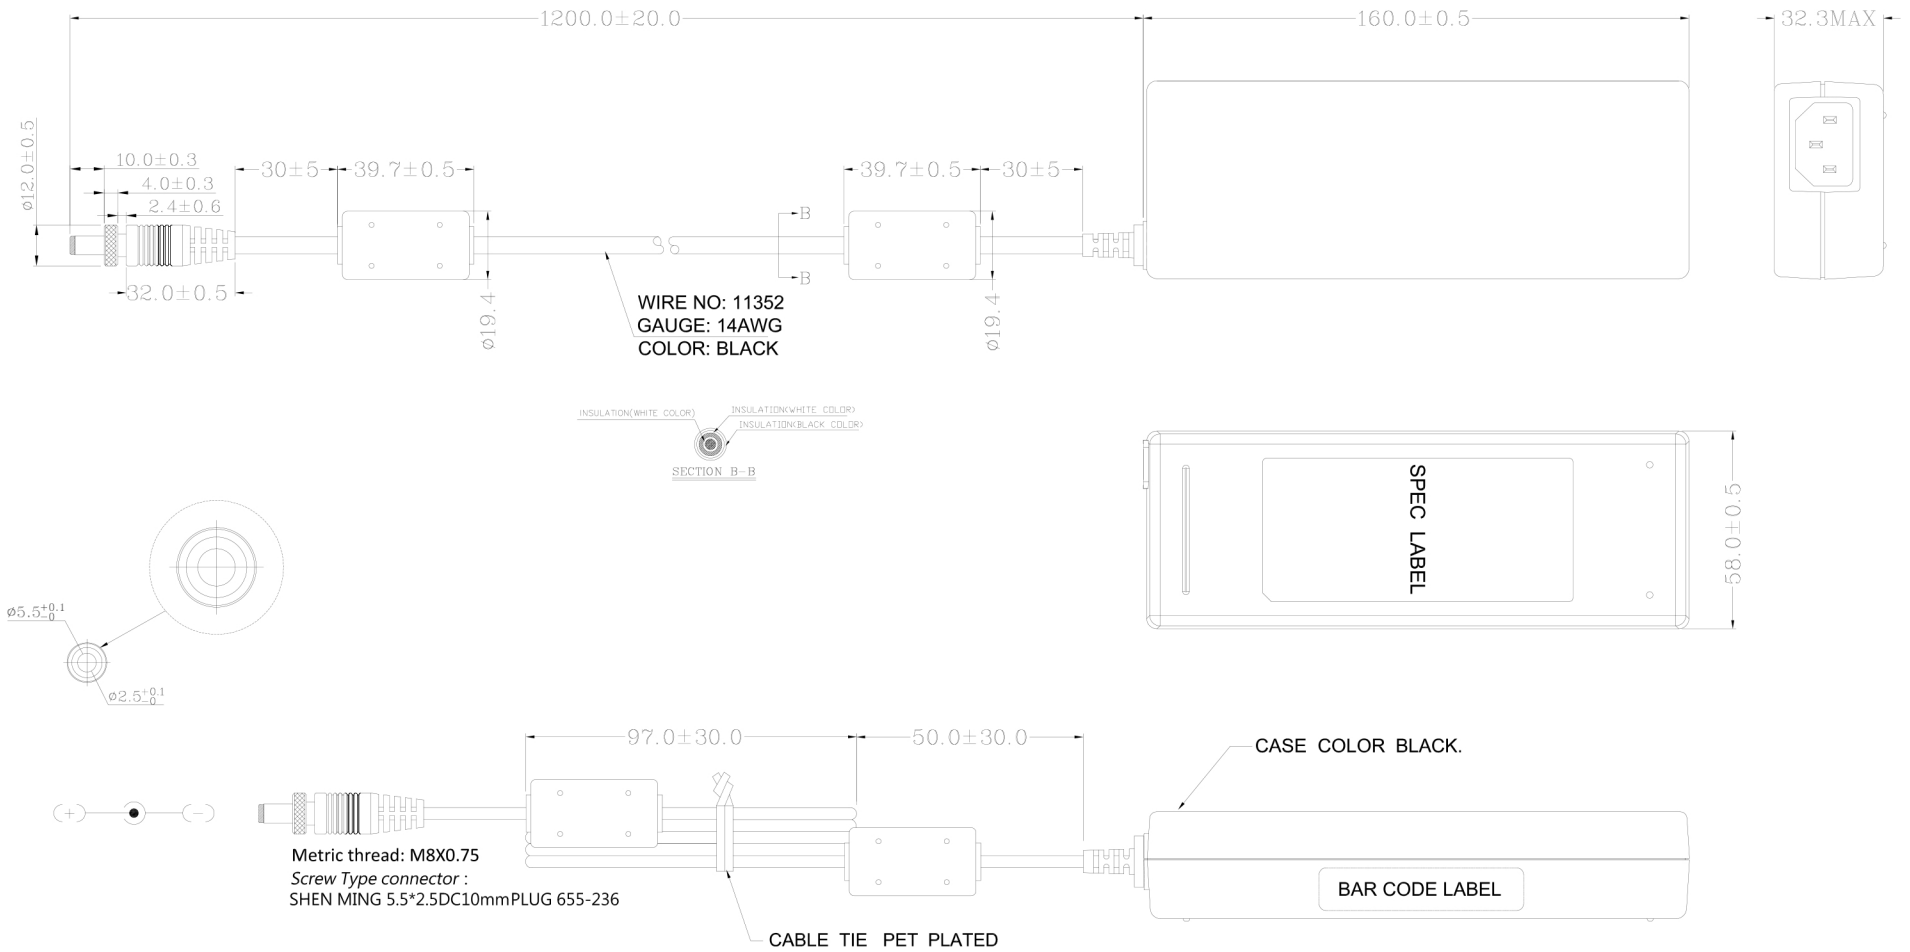 1200.0±20.0
160.0±0.5
32.3MAX
ø12.0±0.5
10.0±0.3
4.0±0.3
2.4±0.6
30±5
39.7±0.5
39.7±0.5
30±5
B
B
32.0±0.5
ø19.4
ø19.4
WIRE NO: 11352
GAUGE: 14AWG
COLOR: BLACK
INSULATION(WHITE COLOR)
INSULATION(WHITE COLOR)
INSULATION(BLACK COLOR)
SECTION B-B
SPEC LABEL
58.0±0.5
ø5.5+0.1 -0
ø2.5+0.1 -0
97.0±30.0
50.0±30.0
CASE COLOR BLACK.
+
-
Metric thread: M8X0.75
Screw Type connector :
SHEN MING 5.5*2.5DC10mmPLUG 655-236
BAR CODE LABEL
CABLE TIE PET PLATED